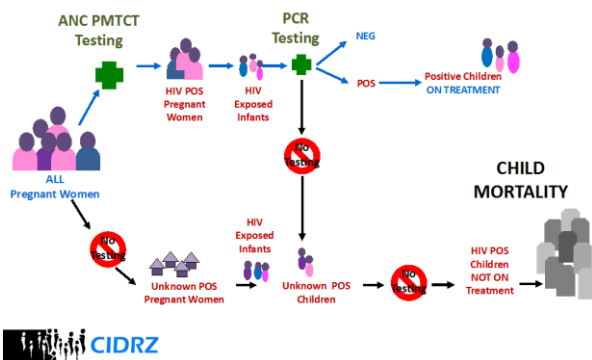 ANC PMTCT
Testing
PCR
Testing
NEG
POS
Positive Children
ON TREATMENT
HIV POS
Pregnant
Women
HIV
Exposed
Infants
No
Testing
ALL
Pregnant Women
CHILD
MORTALITY
No
Testing
Unknown POS
Pregnant Women
HIV
Exposed
Infants
Unknown POS
Children
No
Testing
HIV POS
Children
NOT ON
Treatment
CIDRZ